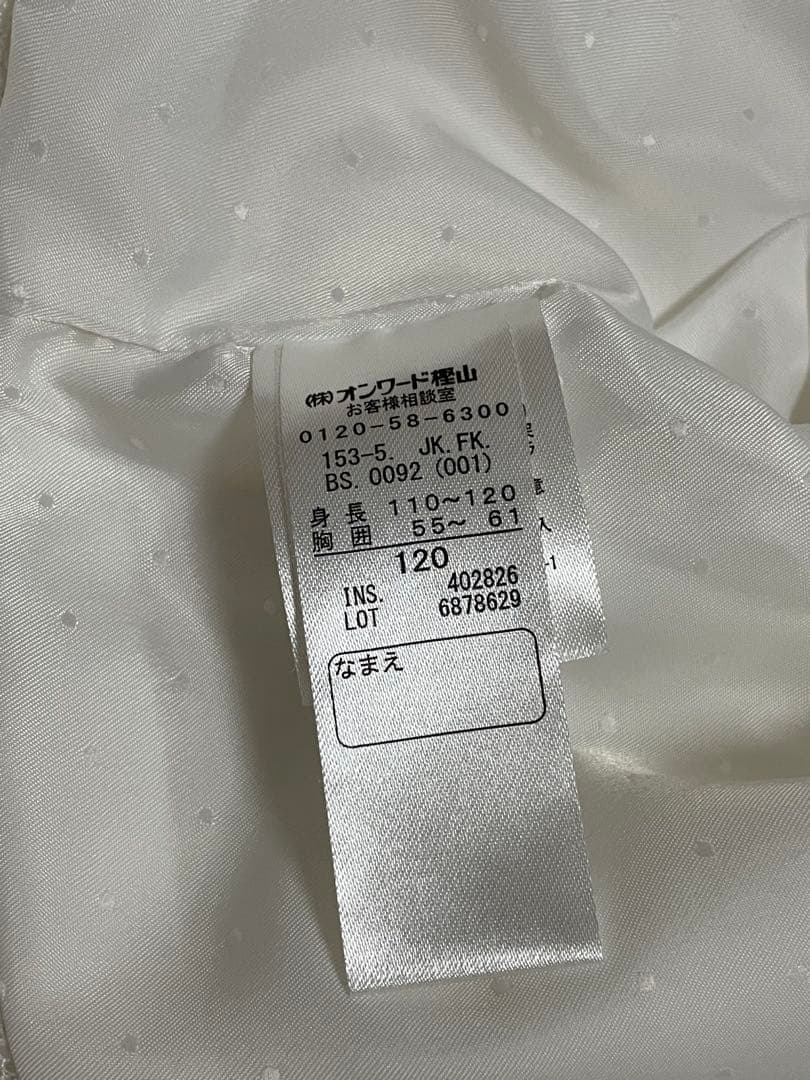 (株)オンワード樫山
お客様相談室
0120-58-6300
153-5. JK.FK.
BS. 0092 (001)
身長 110～120
胸囲 55～ 61
120
INS. 402826
LOT 6878629
なまえ